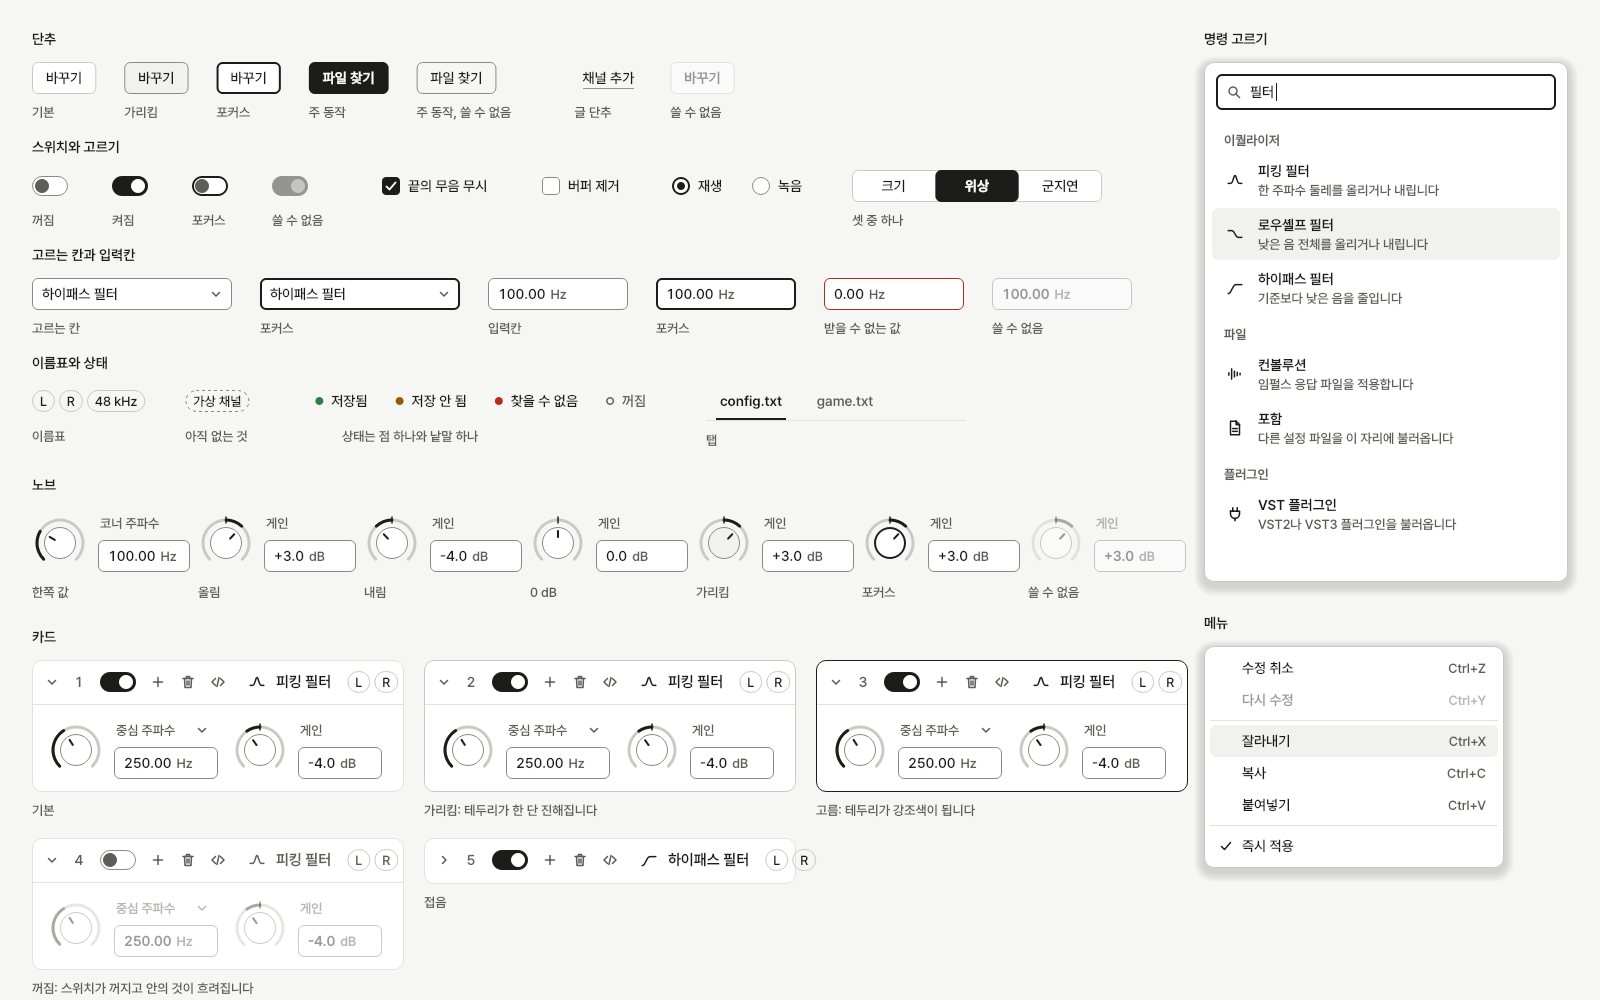 단추
바꾸기 바꾸기 바꾸기 파일 찾기 파일 찾기 채널 추가 바꾸기
기본 가리킴 포커스 주 동작 주 동작, 쓸 수 없음 글 단추 쓸 수 없음
스위치와 고르기
끝의 무음 무시 버퍼 제거 재생 녹음 크기 위상 군지연
꺼짐 켜짐 포커스 쓸 수 없음 셋 중 하나
고르는 칸과 입력칸
하이패스 필터 하이패스 필터 100.00 Hz 100.00 Hz 0.00 Hz 100.00 Hz
고르는 칸 포커스 입력칸 포커스 받을 수 없는 값 쓸 수 없음
이름표와 상태
L R 48 kHz 가상 채널 저장됨 저장 안 됨 찾을 수 없음 꺼짐 config.txt game.txt
이름표 아직 없는 것 상태는 점 하나와 낱말 하나 탭
노브
코너 주파수 게인 게인 게인 게인 게인 게인
100.00 Hz +3.0 dB -4.0 dB 0.0 dB +3.0 dB +3.0 dB +3.0 dB
한쪽 값 올림 내림 0 dB 가리킴 포커스 쓸 수 없음
카드
1 피킹 필터 L R
중심 주파수 게인
250.00 Hz -4.0 dB
기본
2 피킹 필터 L R
중심 주파수 게인
250.00 Hz -4.0 dB
가리킴: 테두리가 한 단 진해집니다
3 피킹 필터 L R
중심 주파수 게인
250.00 Hz -4.0 dB
고름: 테두리가 강조색이 됩니다
4 피킹 필터 L R
중심 주파수 게인
250.00 Hz -4.0 dB
꺼짐: 스위치가 꺼지고 안의 것이 흐려집니다
5 하이패스 필터 L R
접음
명령 고르기
필터
이퀄라이저
피킹 필터
한 주파수 둘레를 올리거나 내립니다
로우셸프 필터
낮은 음 전체를 올리거나 내립니다
하이패스 필터
기준보다 낮은 음을 줄입니다
파일
컨볼루션
임펄스 응답 파일을 적용합니다
포함
다른 설정 파일을 이 자리에 불러옵니다
플러그인
VST 플러그인
VST2나 VST3 플러그인을 불러옵니다
메뉴
수정 취소 Ctrl+Z
다시 수정 Ctrl+Y
잘라내기 Ctrl+X
복사 Ctrl+C
붙여넣기 Ctrl+V
즉시 적용